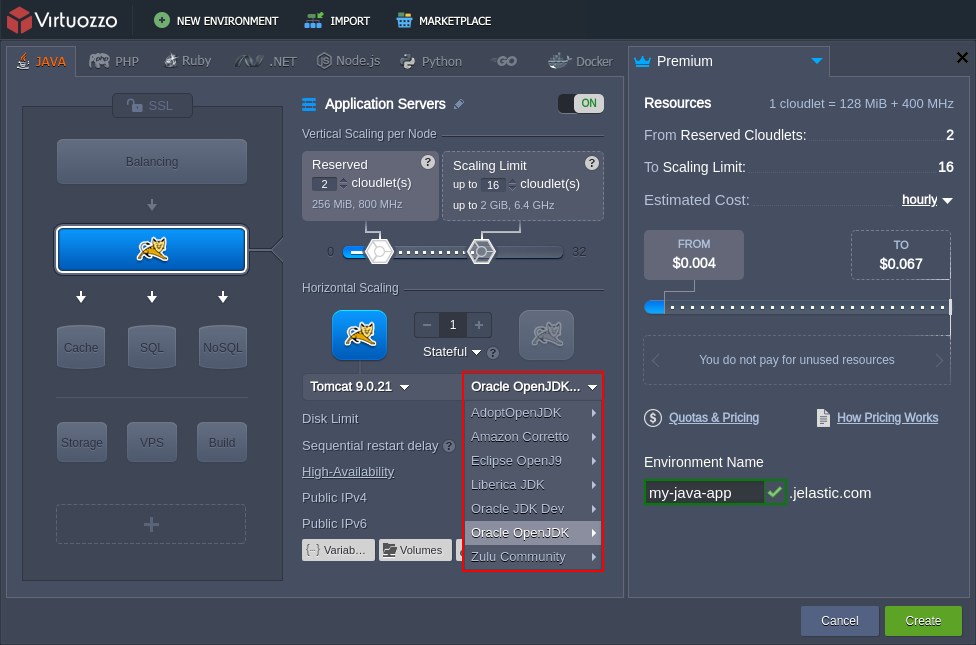 Virtuozzo
NEW ENVIRONMENT
IMPORT
MARKETPLACE
JAVA
PHP
Ruby
.NET
Node.js
Python
GO
Docker
SSL
Balancing
Cache
SQL
NoSQL
Storage
VPS
Build
Application Servers
ON
Vertical Scaling per Node
Reserved ?
2 cloudlet(s)
256 MiB, 800 MHz
Scaling Limit ?
up to 16 cloudlet(s)
up to 2 GiB, 6.4 GHz
0
32
Horizontal Scaling
1
Stateful ?
Tomcat 9.0.21
Oracle OpenJDK...
AdoptOpenJDK
Amazon Corretto
Eclipse OpenJ9
Liberica JDK
Oracle JDK Dev
Oracle OpenJDK
Zulu Community
Disk Limit
Sequential restart delay ?
High-Availability
Public IPv4
Public IPv6
{··} Variab...
Volumes
Premium
Resources
1 cloudlet = 128 MiB + 400 MHz
From Reserved Cloudlets: 2
To Scaling Limit: 16
Estimated Cost: hourly
FROM
$0.004
TO
$0.067
You do not pay for unused resources
$ Quotas & Pricing
How Pricing Works
Environment Name
my-java-app .jelastic.com
Cancel
Create